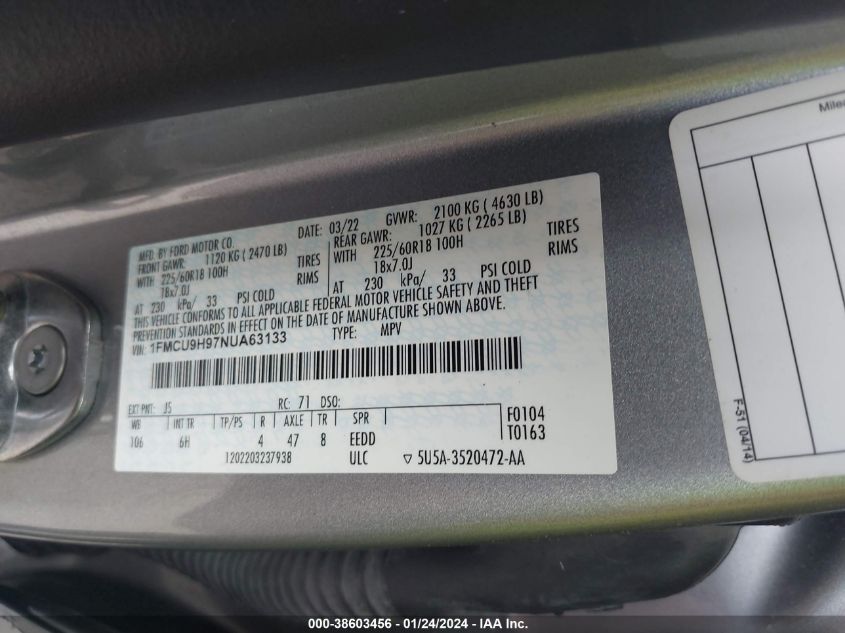 MFD. BY FORD MOTOR CO.
DATE: 03/22 GVWR: 2100 KG ( 4630 LB)
FRONT GAWR: 1120 KG ( 2470 LB)
REAR GAWR: 1027 KG ( 2265 LB)
WITH 225/60R18 100H TIRES
WITH 225/60R18 100H TIRES
18x7.0J RIMS
18x7.0J RIMS
AT 230 kPa/ 33 PSI COLD
AT 230 kPa/ 33 PSI COLD
THIS VEHICLE CONFORMS TO ALL APPLICABLE FEDERAL MOTOR VEHICLE SAFETY AND THEFT
PREVENTION STANDARDS IN EFFECT ON THE DATE OF MANUFACTURE SHOWN ABOVE.
VIN: 1FMCU9H97NUA63133 TYPE: MPV
EXT PNT: J5 RC: 71 DSO:
WB INT TR TP/PS R AXLE TR SPR F0104
106 6H 4 47 8 EEDD T0163
1202203237938 ULC ▽ 5U5A-3520472-AA
F-51 (04/14)
000-38603456 - 01/24/2024 - IAA Inc.